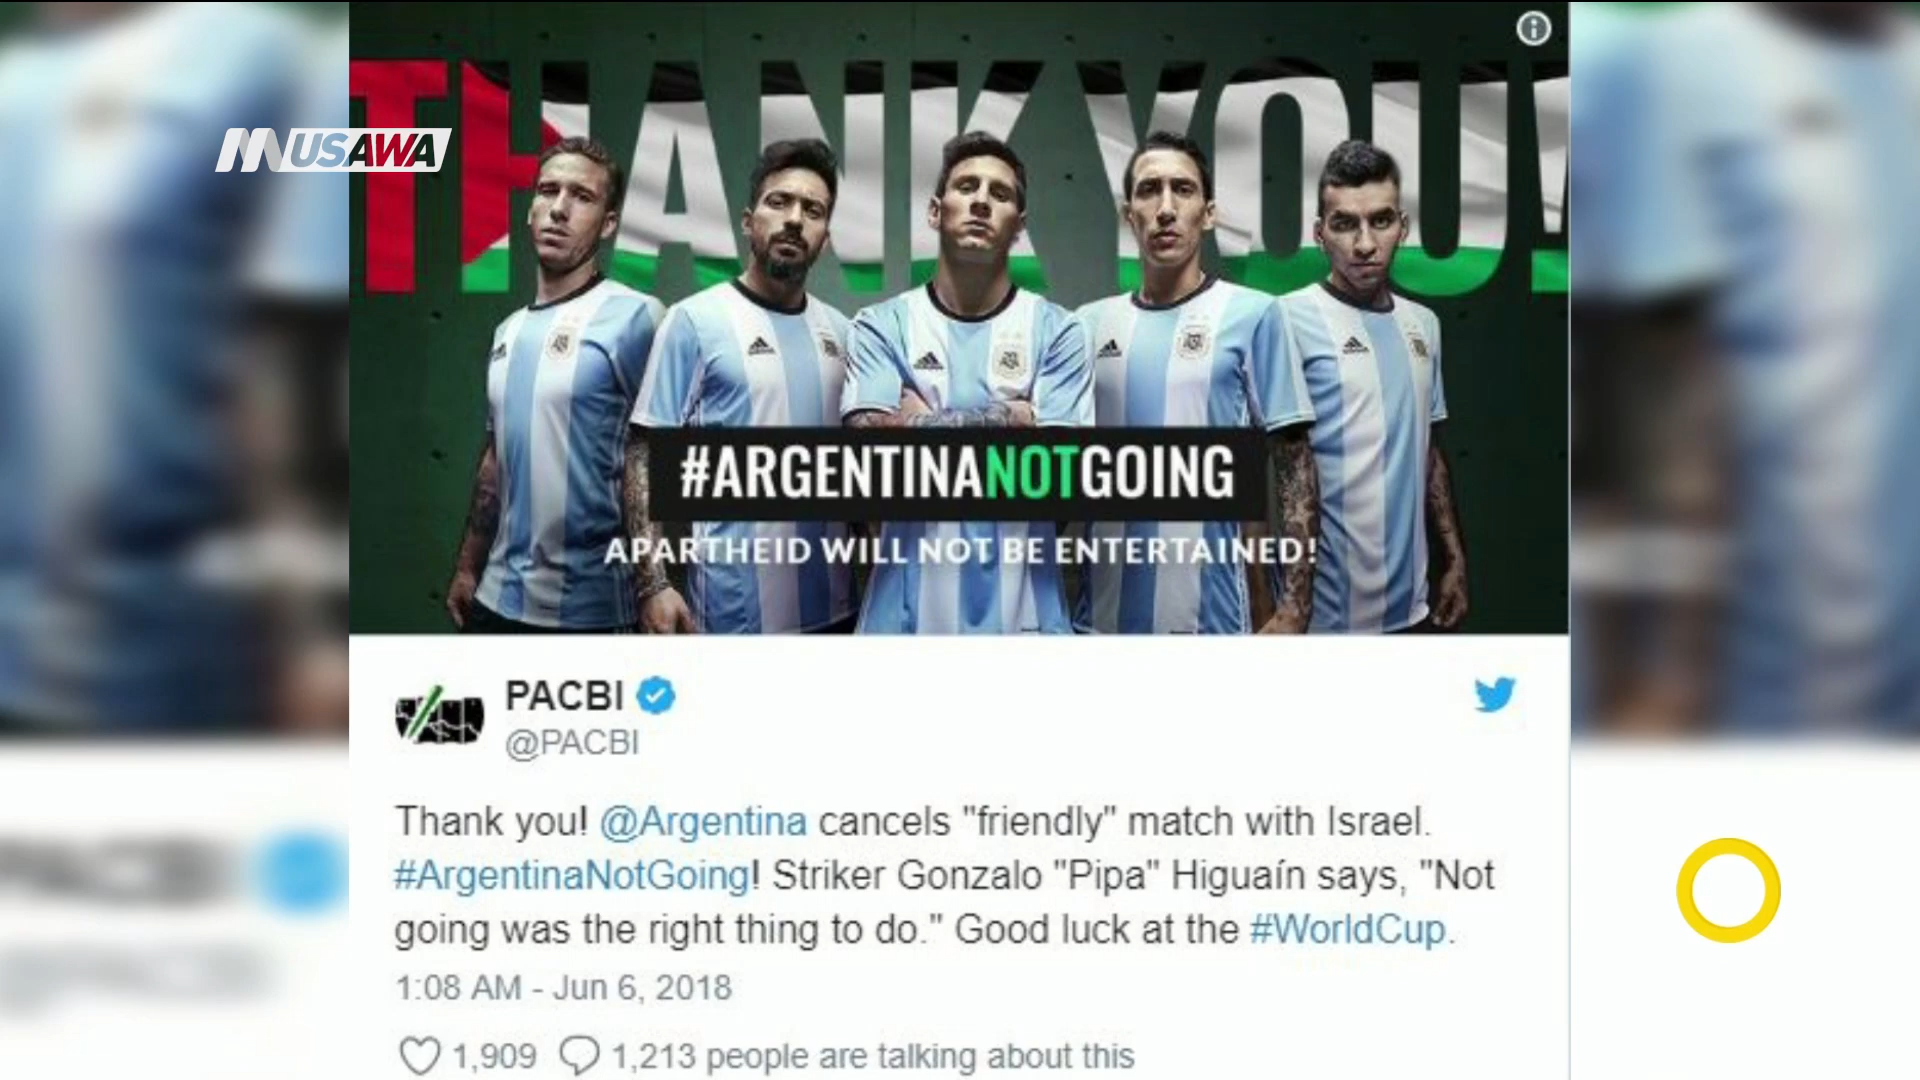 THANK YOU!
MUSAWA
#ARGENTINANOTGOING
APARTHEID WILL NOT BE ENTERTAINED!
PACBI
@PACBI
Thank you! @Argentina cancels "friendly" match with Israel.
#ArgentinaNotGoing! Striker Gonzalo "Pipa" Higuaín says, "Not
going was the right thing to do." Good luck at the #WorldCup.
1:08 AM - Jun 6, 2018
1,909 1,213 people are talking about this